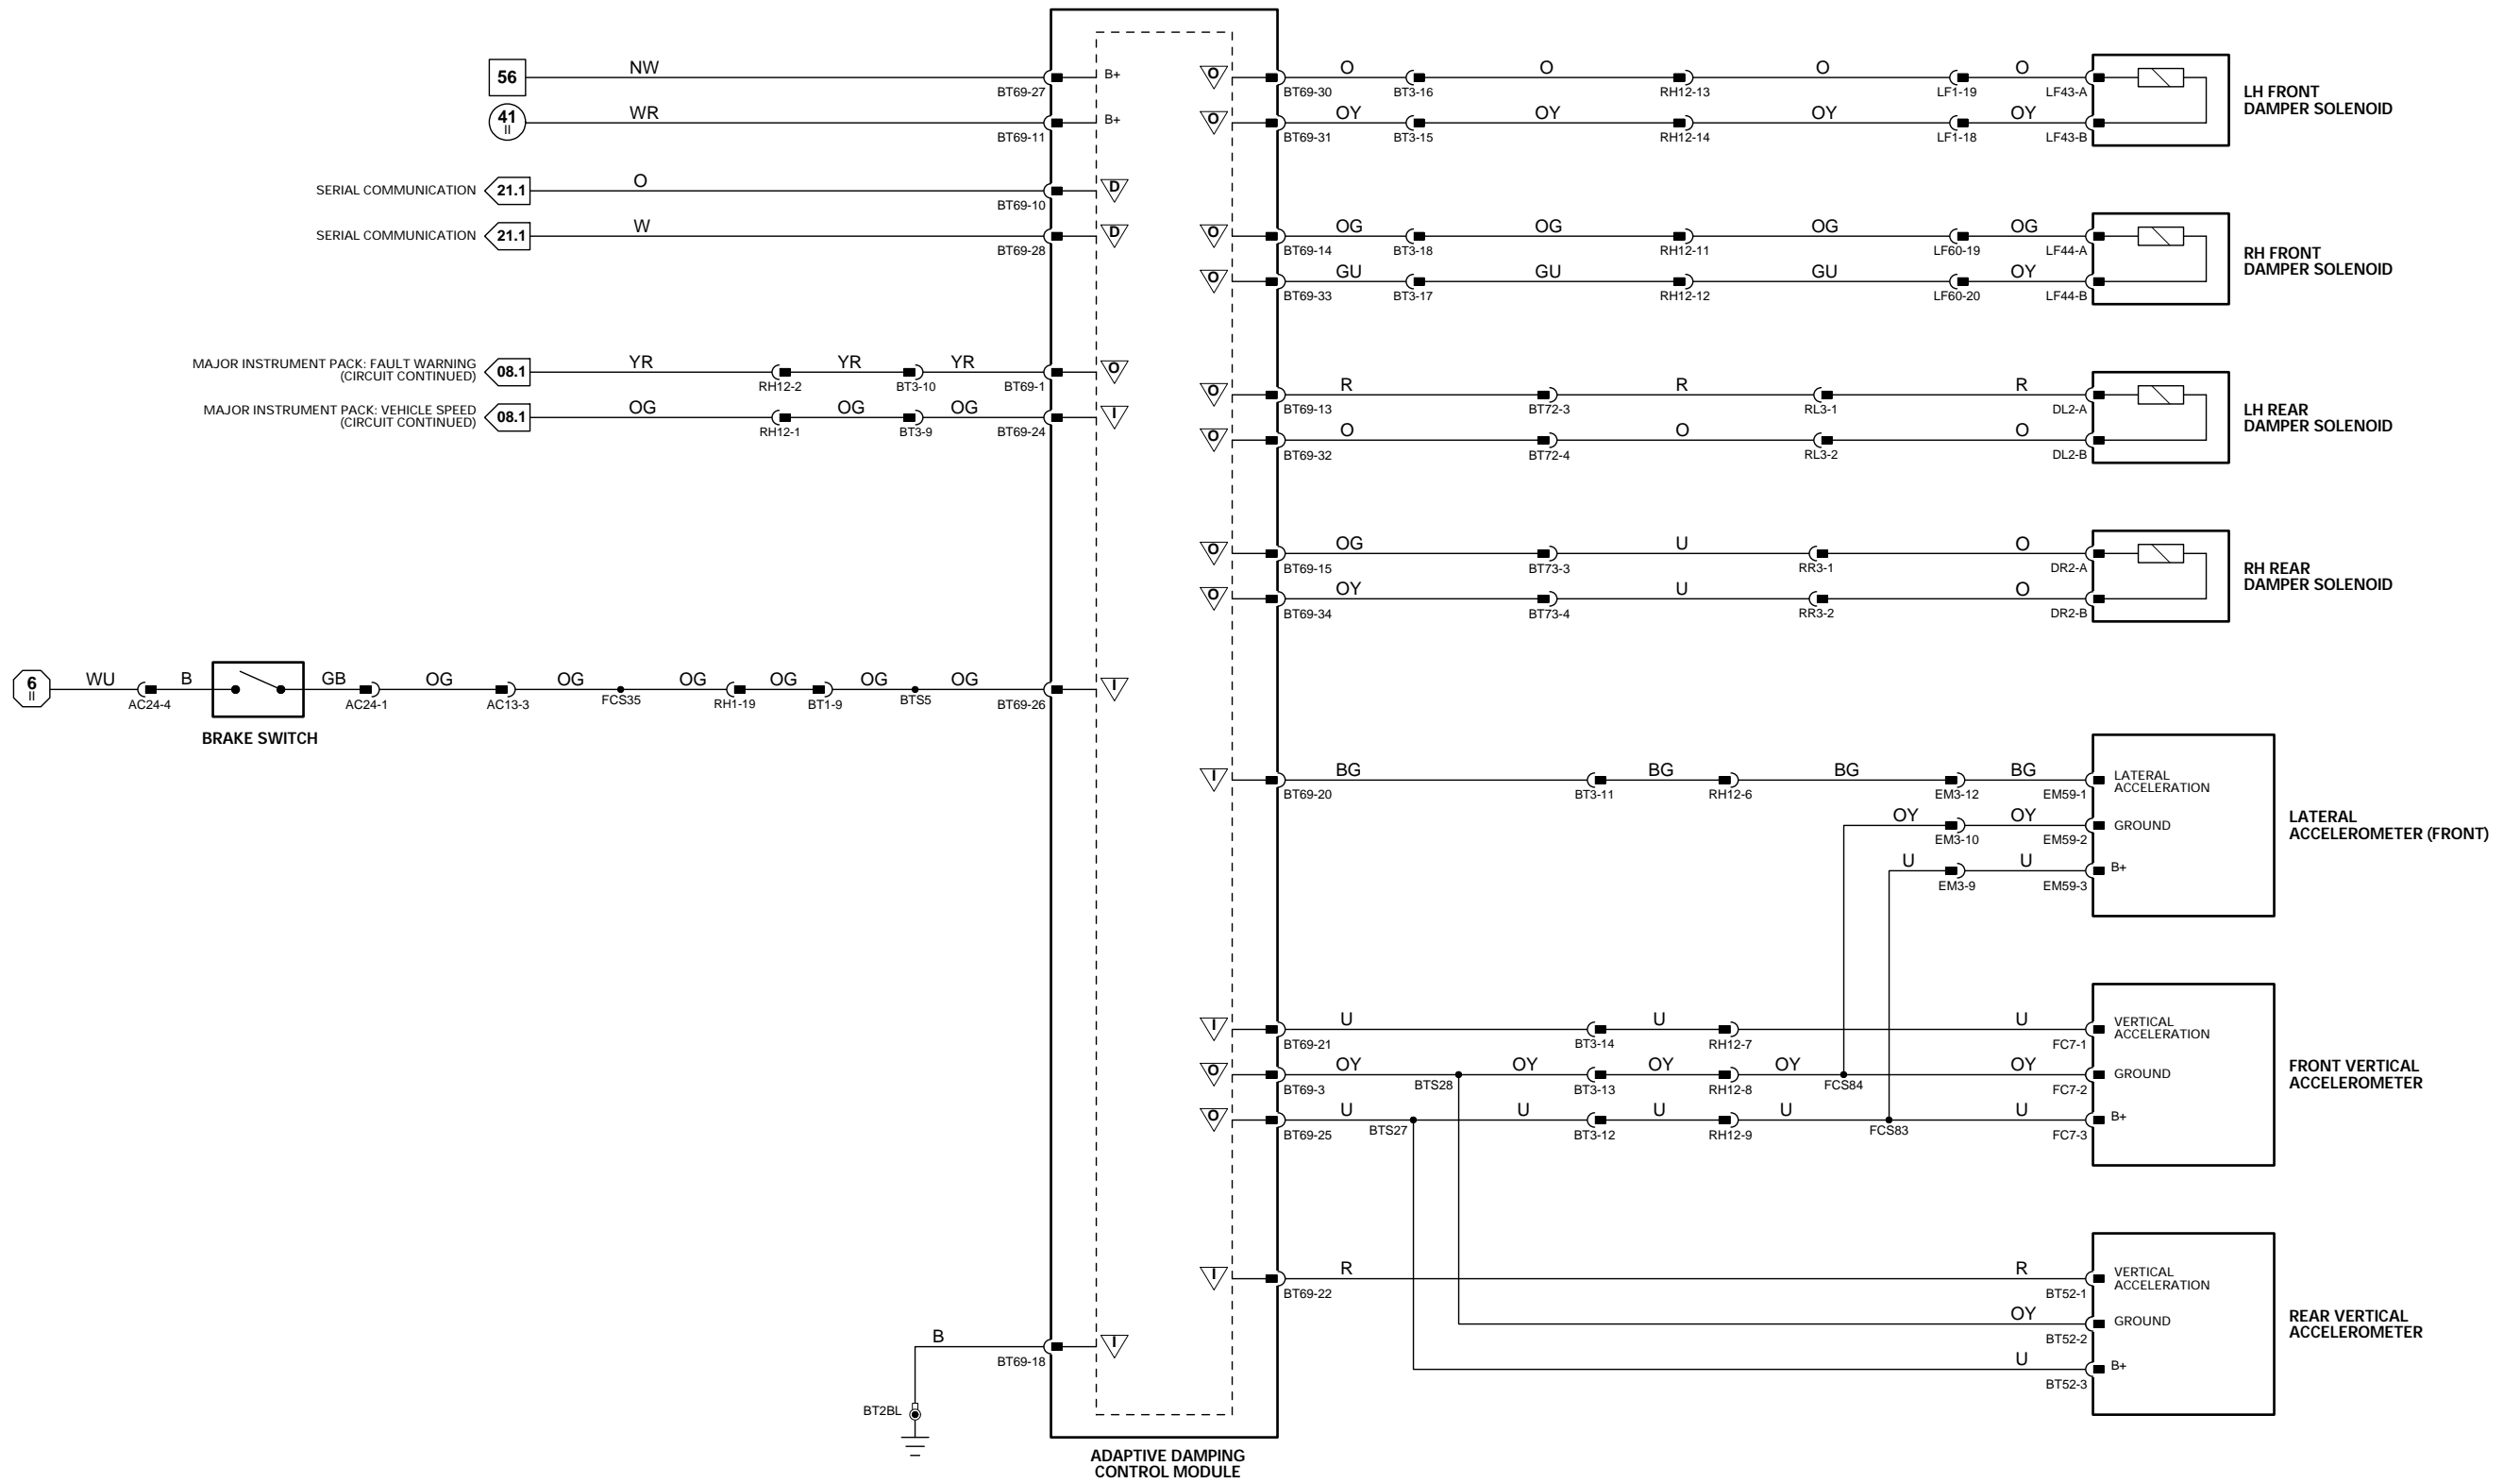 56
NW
BT69-27
B+
41
II
WR
BT69-11
B+
SERIAL COMMUNICATION
21.1
O
BT69-10
D
SERIAL COMMUNICATION
21.1
W
BT69-28
D
MAJOR INSTRUMENT PACK: FAULT WARNING
(CIRCUIT CONTINUED)
08.1
YR
RH12-2
YR
BT3-10
YR
BT69-1
O
MAJOR INSTRUMENT PACK: VEHICLE SPEED
(CIRCUIT CONTINUED)
08.1
OG
RH12-1
OG
BT3-9
OG
BT69-24
I
6
II
WU
AC24-4
B
BRAKE SWITCH
GB
AC24-1
OG
AC13-3
OG
FCS35
OG
RH1-19
OG
BT1-9
OG
BTS5
OG
BT69-26
I
B
BT69-18
I
BT2BL
ADAPTIVE DAMPING
CONTROL MODULE
O
BT69-30
O
BT3-16
O
RH12-13
O
LF1-19
O
LF43-A
O
BT69-31
OY
BT3-15
OY
RH12-14
OY
LF1-18
OY
LF43-B
LH FRONT
DAMPER SOLENOID
O
BT69-14
OG
BT3-18
OG
RH12-11
OG
LF60-19
OG
LF44-A
O
BT69-33
GU
BT3-17
GU
RH12-12
GU
LF60-20
OY
LF44-B
RH FRONT
DAMPER SOLENOID
O
BT69-13
R
BT72-3
R
RL3-1
R
DL2-A
O
BT69-32
O
BT72-4
O
RL3-2
O
DL2-B
LH REAR
DAMPER SOLENOID
O
BT69-15
OG
BT73-3
U
RR3-1
O
DR2-A
O
BT69-34
OY
BT73-4
U
RR3-2
O
DR2-B
RH REAR
DAMPER SOLENOID
I
BT69-20
BG
BT3-11
BG
RH12-6
BG
EM3-12
BG
EM59-1
LATERAL
ACCELERATION
OY
EM3-10
OY
EM59-2
GROUND
U
EM3-9
U
EM59-3
B+
LATERAL
ACCELEROMETER (FRONT)
I
BT69-21
U
BT3-14
U
RH12-7
U
FC7-1
VERTICAL
ACCELERATION
O
BT69-3
OY
BTS28
OY
BT3-13
OY
RH12-8
OY
FCS84
OY
FC7-2
GROUND
O
BT69-25
U
BTS27
U
BT3-12
U
RH12-9
U
FCS83
U
FC7-3
B+
FRONT VERTICAL
ACCELEROMETER
I
BT69-22
R
R
BT52-1
VERTICAL
ACCELERATION
OY
BT52-2
GROUND
U
BT52-3
B+
REAR VERTICAL
ACCELEROMETER